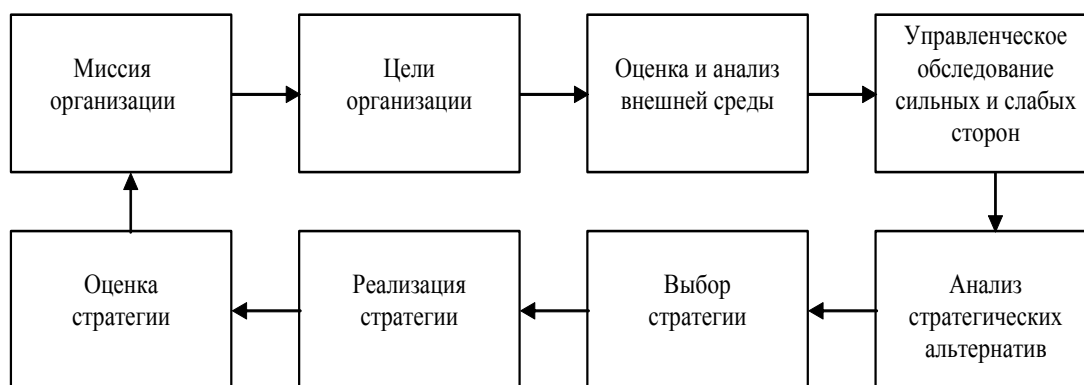 Миссия
организации
Цели
организации
Оценка и анализ
внешней среды
Управленческое
обследование
сильных и слабых
сторон
Оценка
стратегии
Реализация
стратегии
Выбор
стратегии
Анализ
стратегических
альтернатив